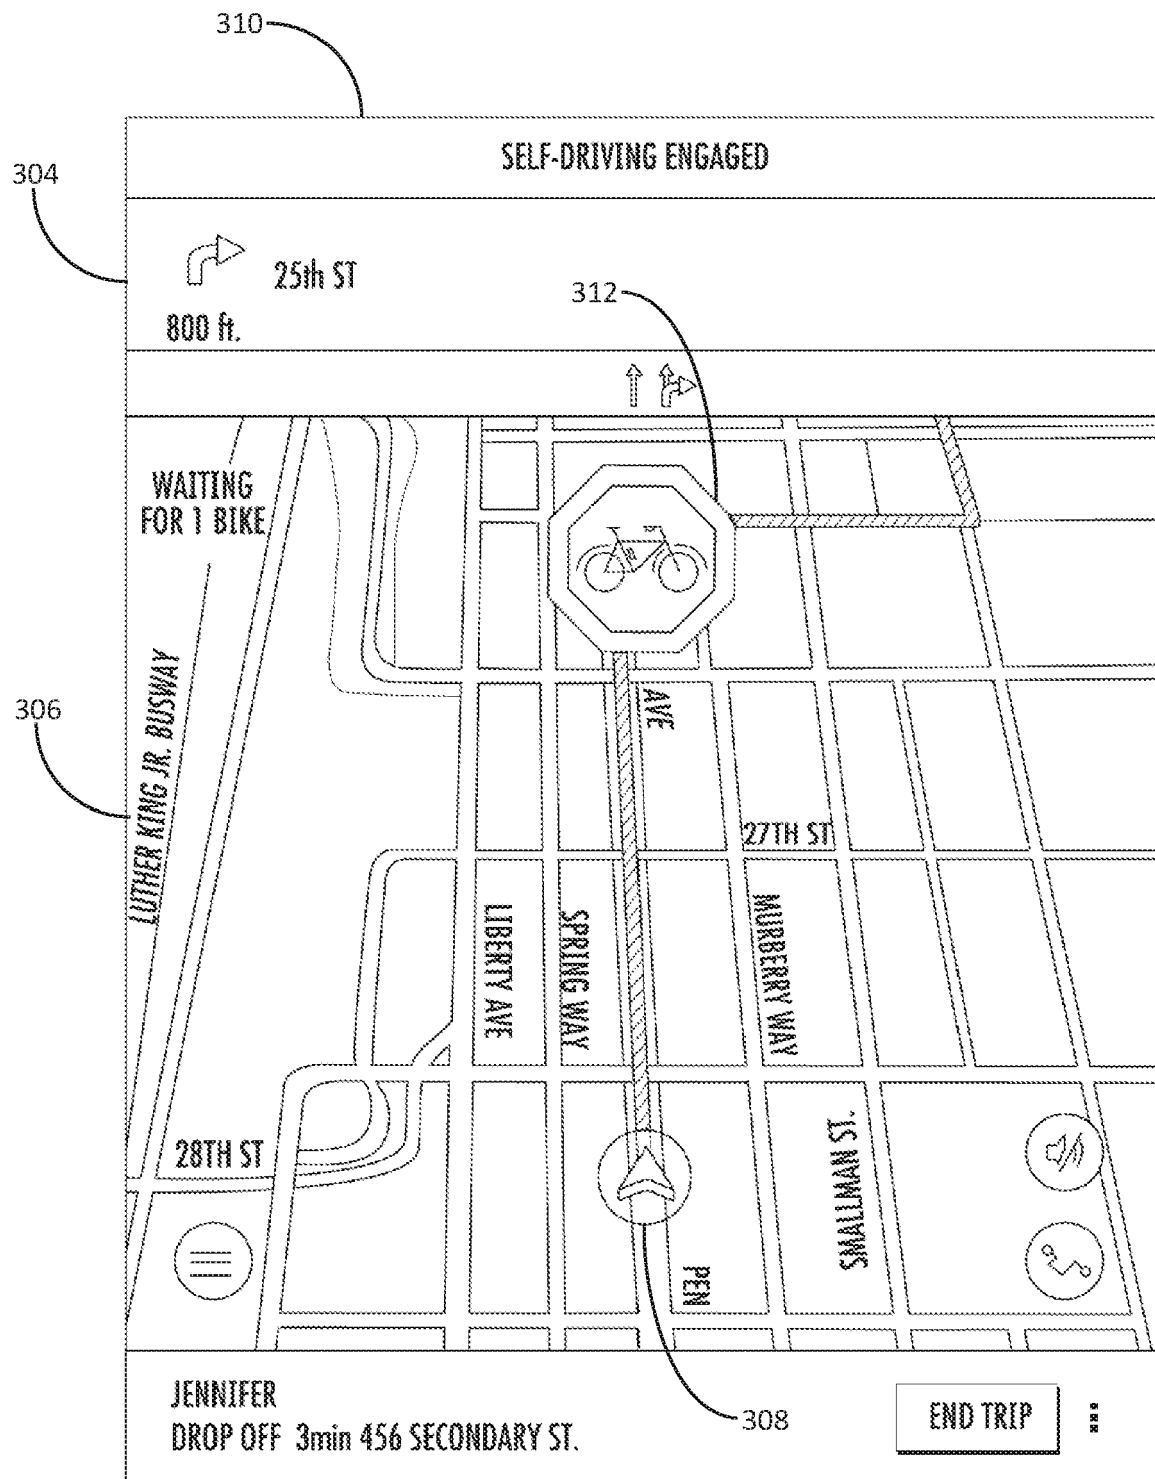 310
SELF-DRIVING ENGAGED
304
25th ST
312
800 ft.
WAITING
FOR 1 BIKE
306
LUTHER KING JR. BUSWAY
AVE
27TH ST
LIBERTY AVE
SPRING WAY
MURBERRY WAY
28TH ST
SMALLMAN ST.
PEN
JENNIFER
308
END TRIP
DROP OFF 3min 456 SECONDARY ST.